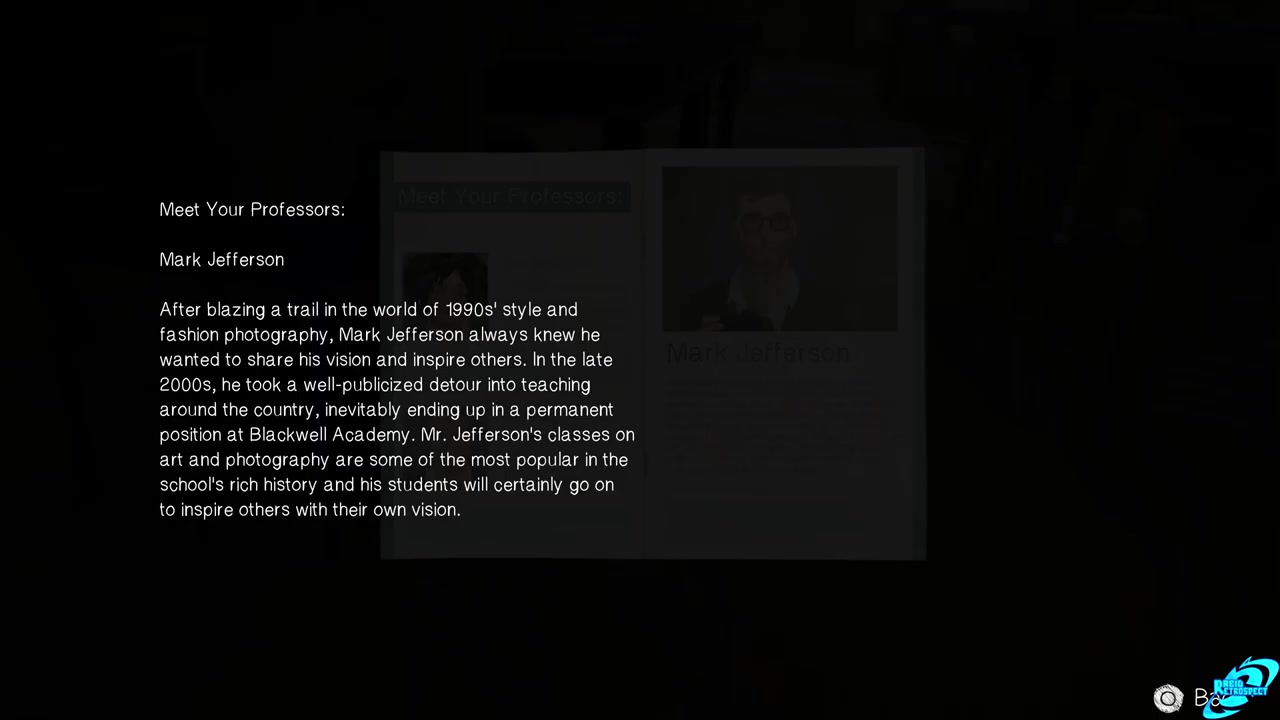 Meet Your Professors:
Mark Jefferson
After blazing a trail in the world of 1990s' style and
fashion photography, Mark Jefferson always knew he
wanted to share his vision and inspire others. In the late
2000s, he took a well-publicized detour into teaching
around the country, inevitably ending up in a permanent
position at Blackwell Academy. Mr. Jefferson's classes on
art and photography are some of the most popular in the
school's rich history and his students will certainly go on
to inspire others with their own vision.
Meet Your Professors:
Mark Jefferson
RETROSPECT